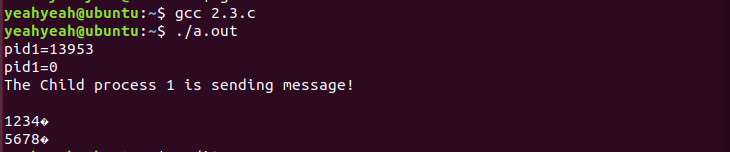 yeahyeah@ubuntu:~$ gcc 2.3.c
yeahyeah@ubuntu:~$ ./a.out
pid1=13953
pid1=0
The Child process 1 is sending message!
1234�
5678�